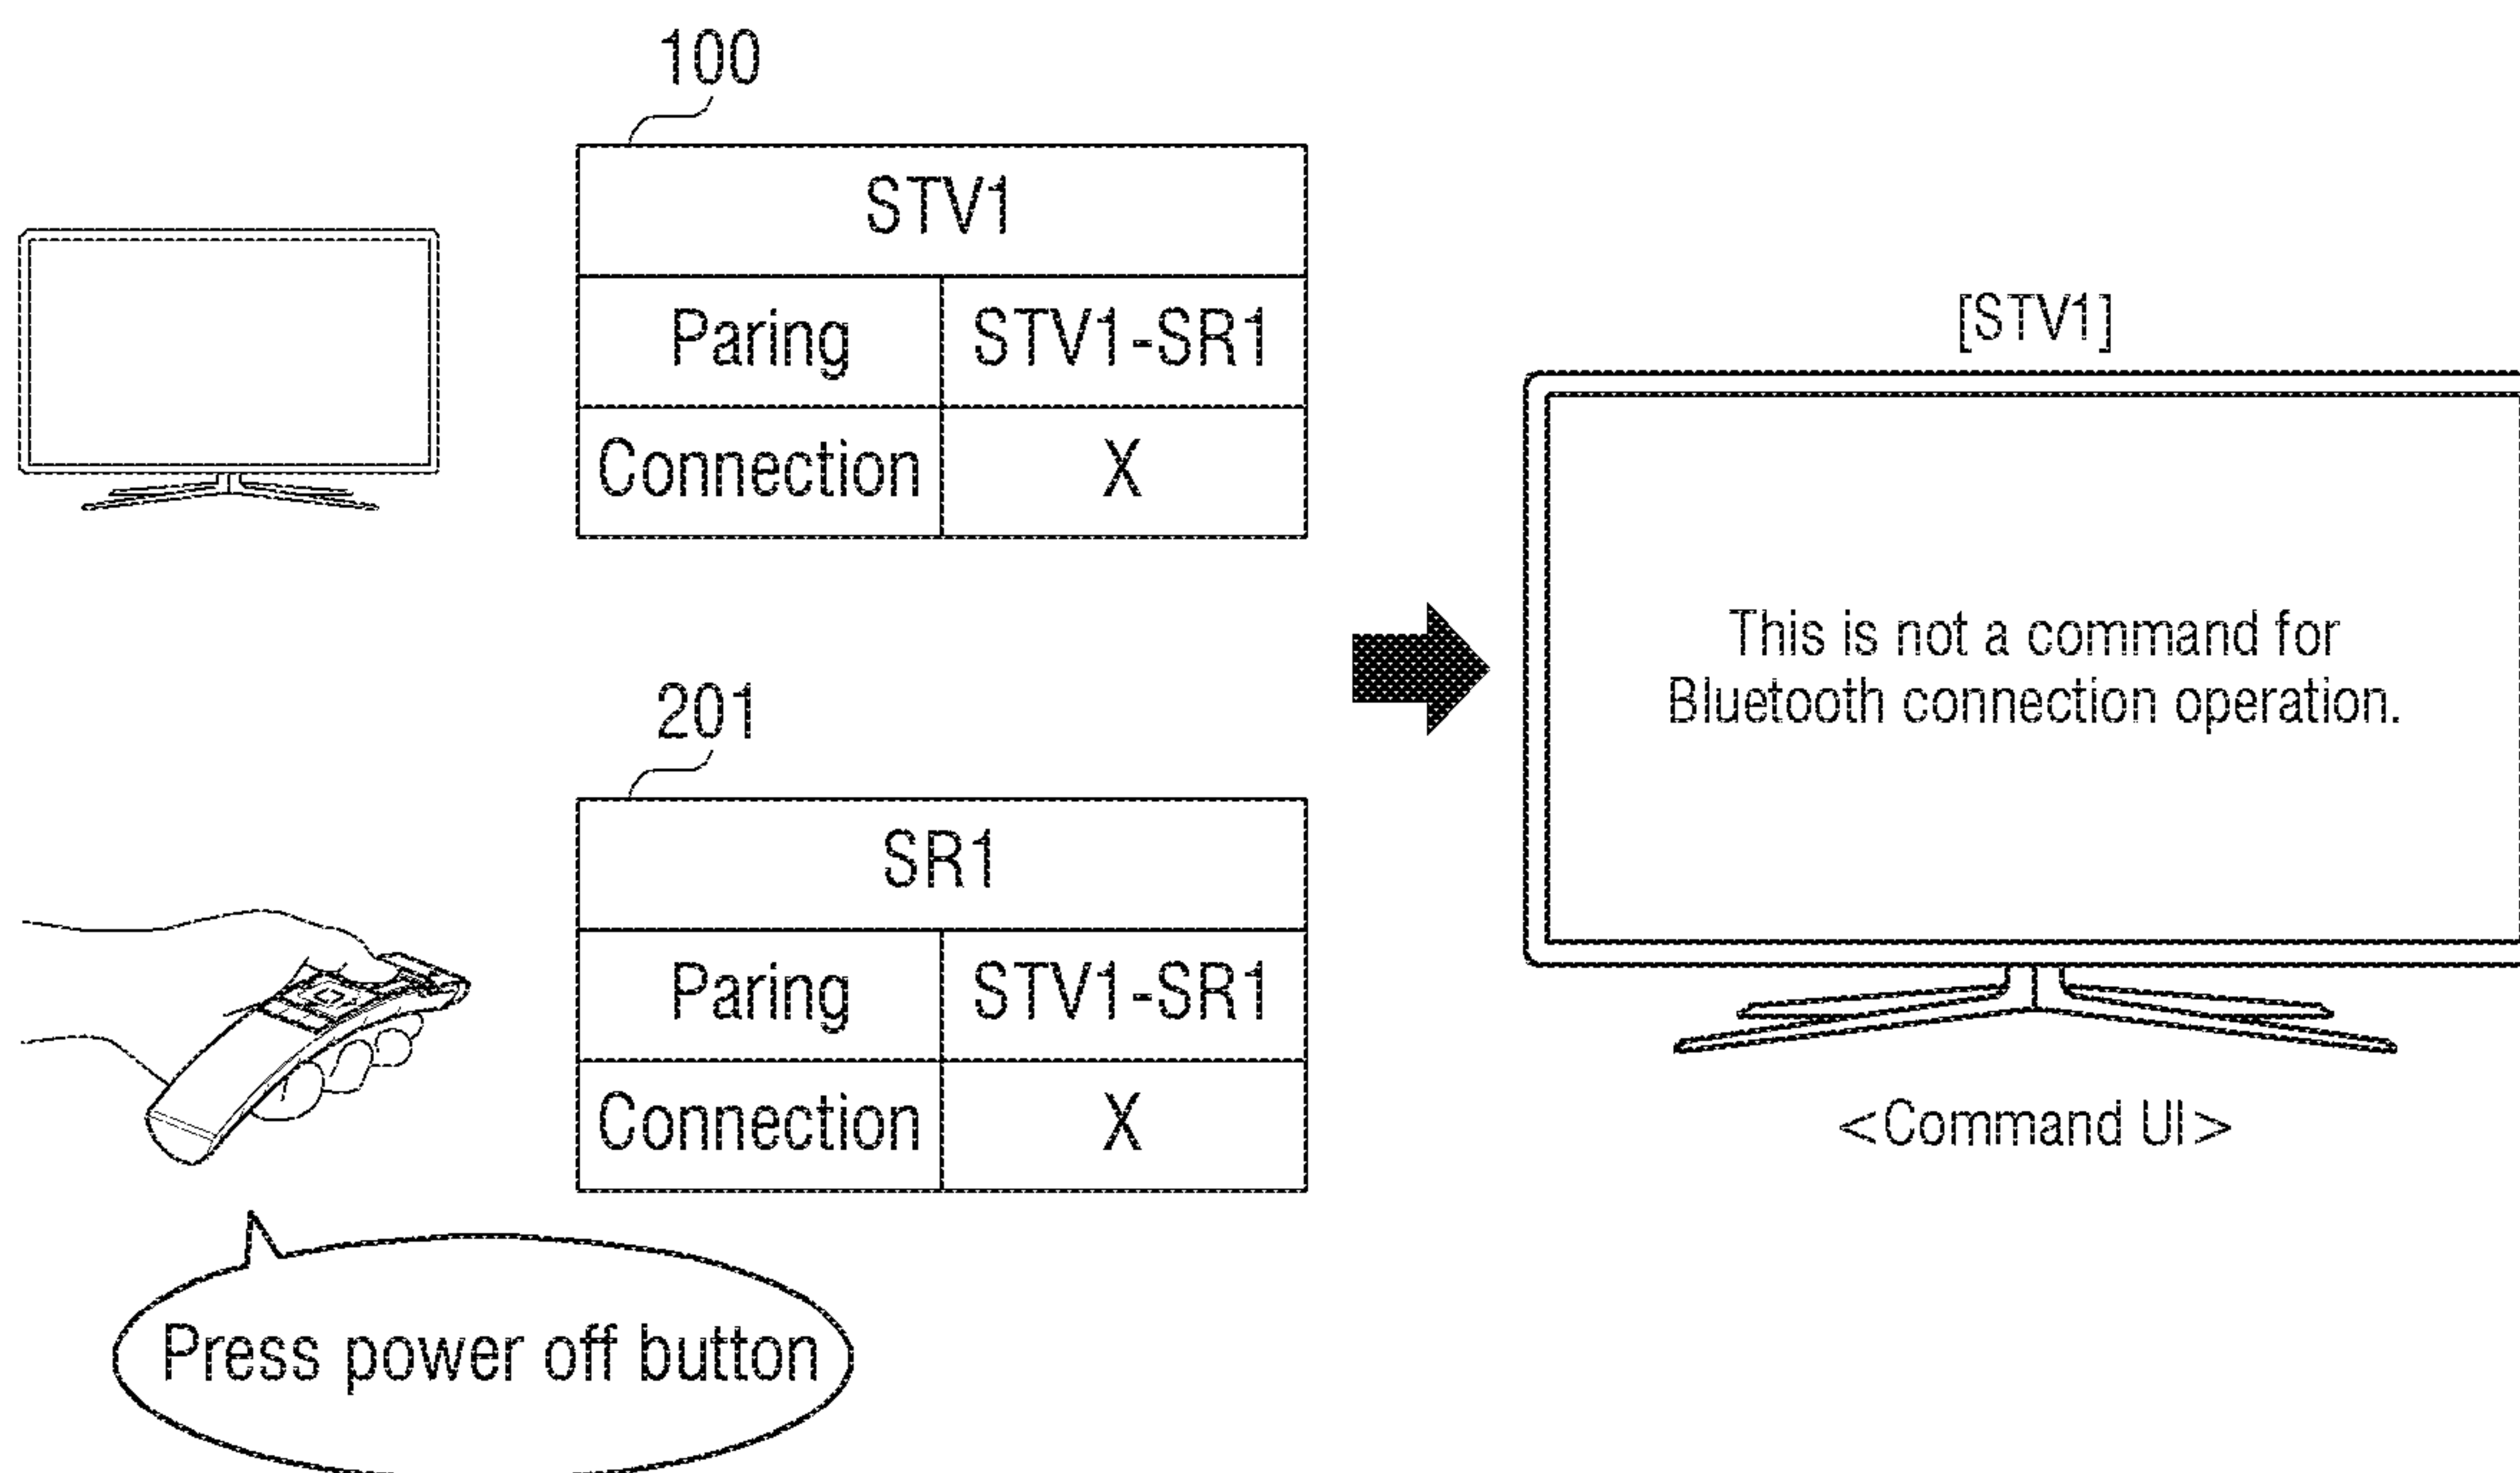 100
STV1
Paring STV1-SR1
Connection X
201
SR1
Paring STV1-SR1
Connection X
Press power off button
[STV1]
This is not a command for
Bluetooth connection operation.
<Command UI>